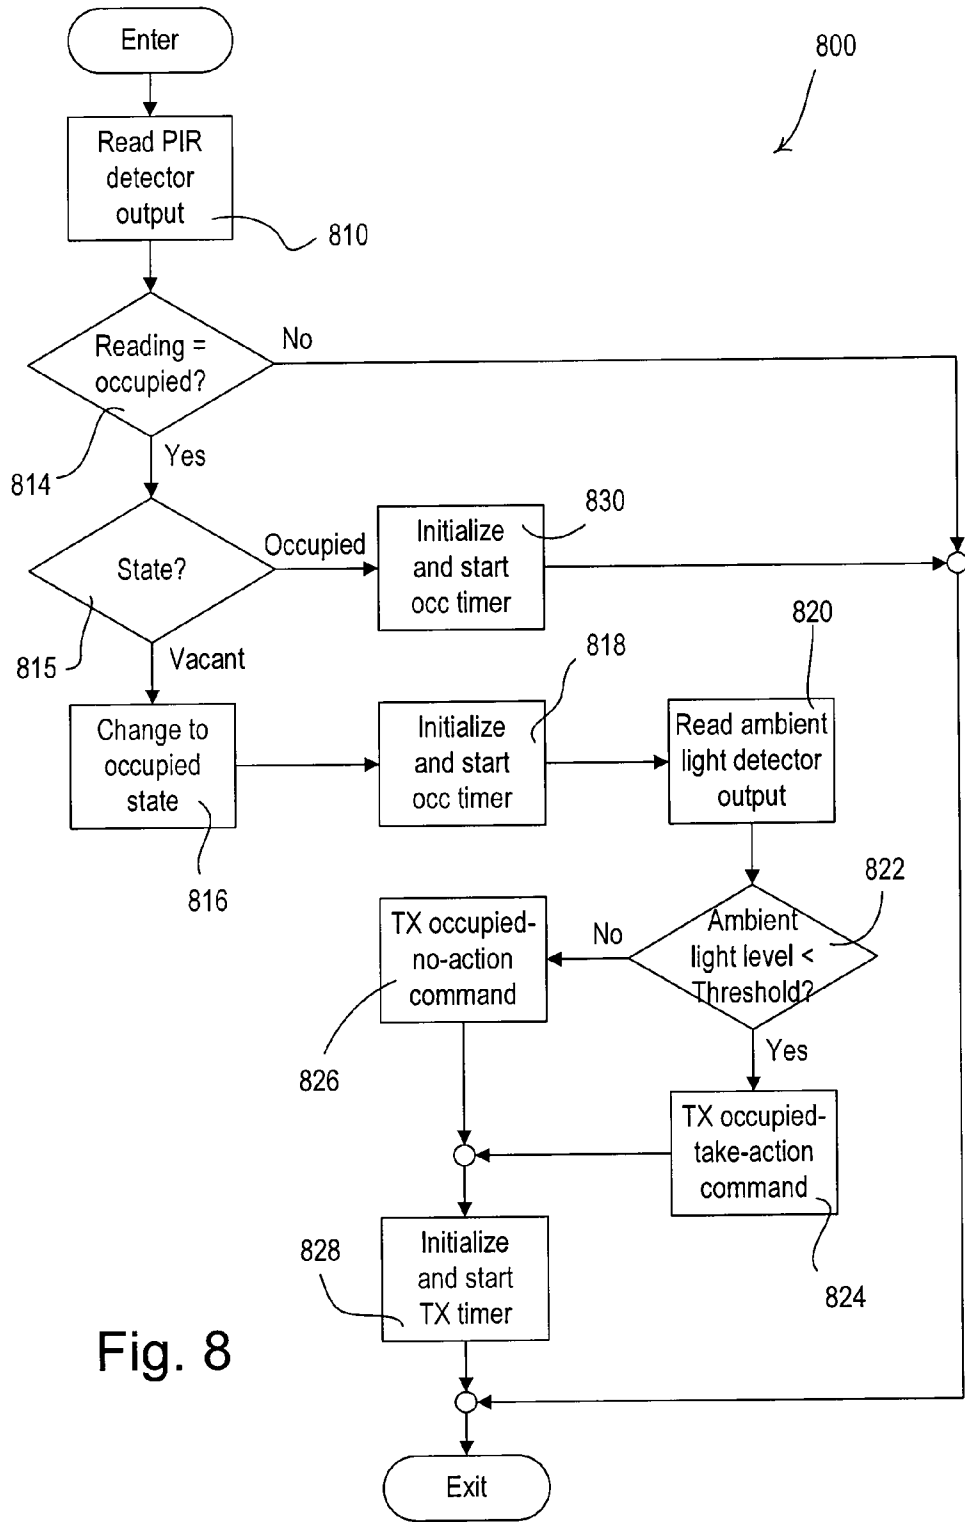 Enter
800
Read PIR
detector
output
810
Reading =
occupied?
No
814
Yes
State?
Occupied
Initialize
and start
occ timer
830
815
Vacant
Change to
occupied
state
816
Initialize
and start
occ timer
818
Read ambient
light detector
output
820
Ambient
light level <
Threshold?
822
No
TX occupied-
no-action
command
826
Yes
TX occupied-
take-action
command
824
Initialize
and start
TX timer
828
Fig. 8
Exit